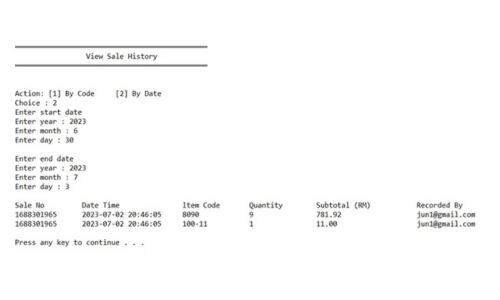 View Sale History
Action: [1] By Code [2] By Date
Choice : 2
Enter start date
Enter year : 2023
Enter month : 6
Enter day : 30
Enter end date
Enter year : 2023
Enter month : 7
Enter day : 3
Sale No Date Time Item Code Quantity Subtotal (RM) Recorded By
1688301965 2023-07-02 20:46:05 8090 9 781.92 jun1@gmail.com
1688301965 2023-07-02 20:46:05 100-11 1 11.00 jun1@gmail.com
Press any key to continue . . .